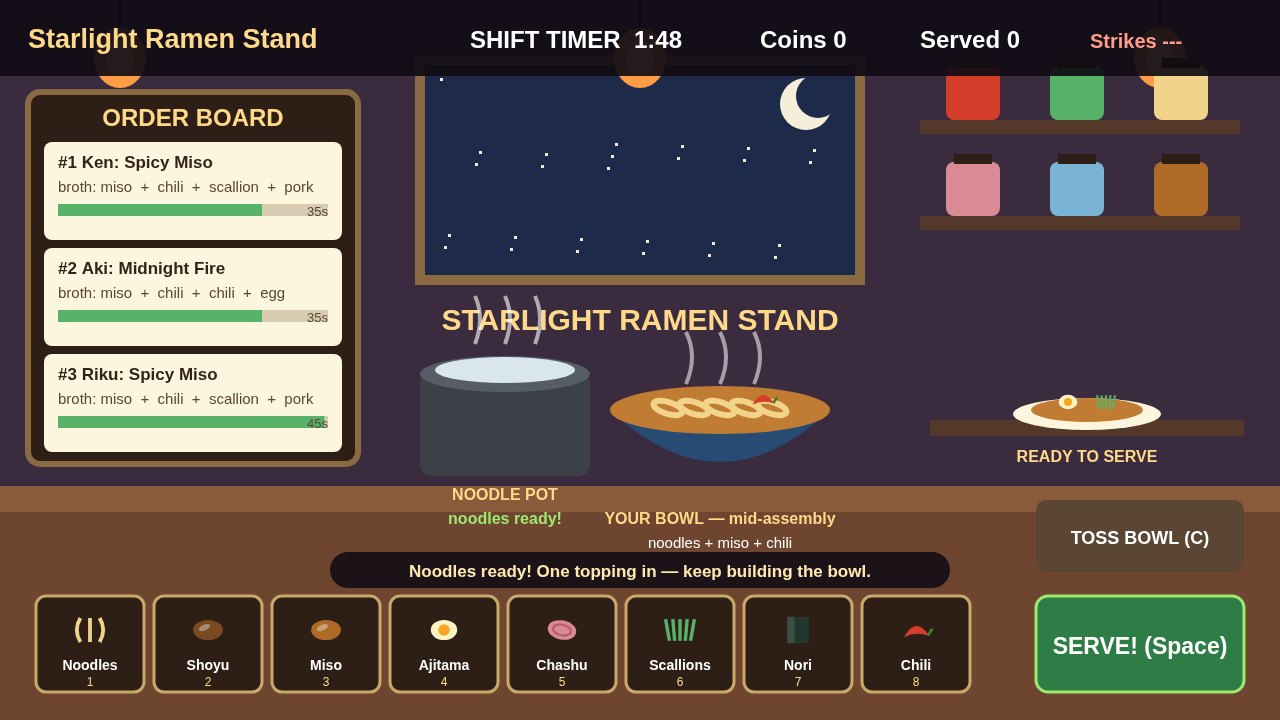 Starlight Ramen Stand
SHIFT TIMER 1:48
Coins 0
Served 0
Strikes ---
ORDER BOARD
#1 Ken: Spicy Miso
broth: miso + chili + scallion + pork
35s
#2 Aki: Midnight Fire
broth: miso + chili + chili + egg
35s
#3 Riku: Spicy Miso
broth: miso + chili + scallion + pork
45s
STARLIGHT RAMEN STAND
READY TO SERVE
NOODLE POT
noodles ready!
YOUR BOWL — mid-assembly
noodles + miso + chili
TOSS BOWL (C)
Noodles ready! One topping in — keep building the bowl.
Noodles
1
Shoyu
2
Miso
3
Ajitama
4
Chashu
5
Scallions
6
Nori
7
Chili
8
SERVE! (Space)